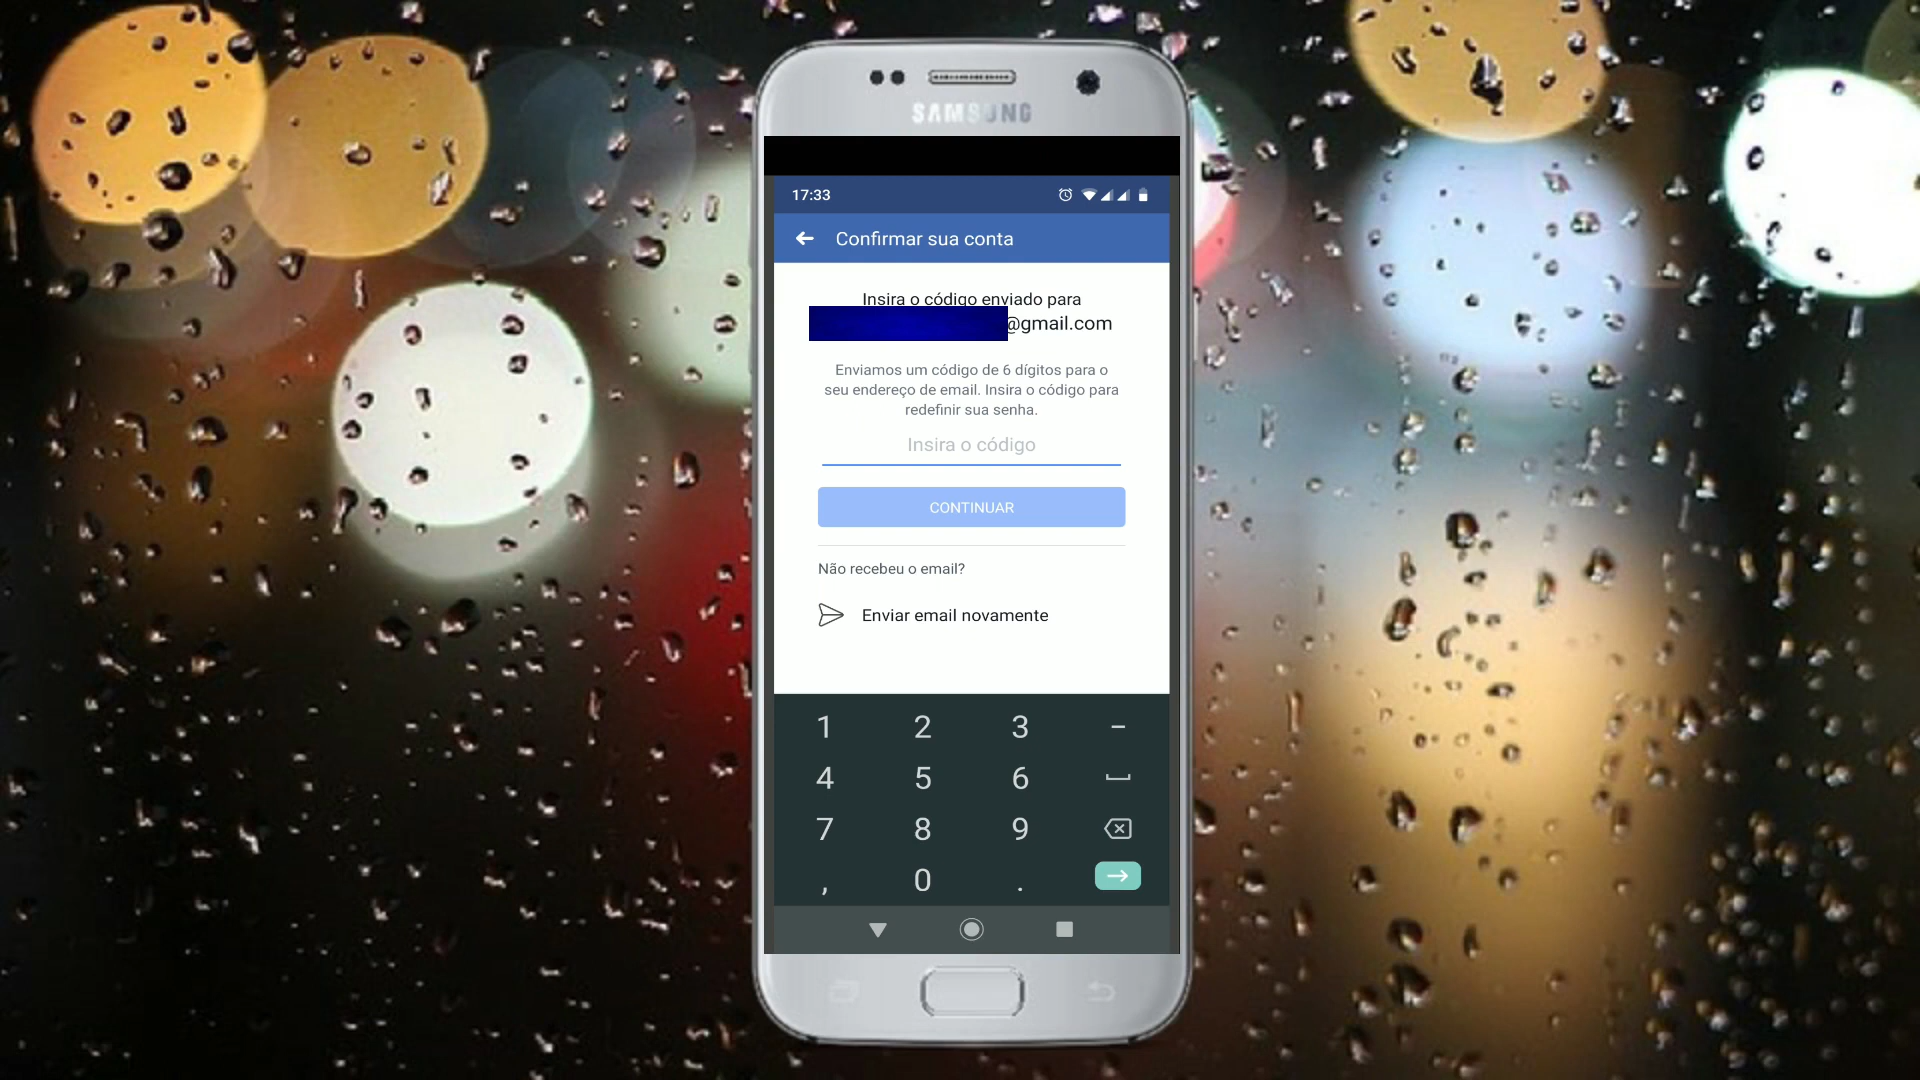 SAMSUNG
17:33
Confirmar sua conta
Insira o código enviado para
@gmail.com
Enviamos um código de 6 dígitos para o
seu endereço de email. Insira o código para
redefinir sua senha.
Insira o código
CONTINUAR
Não recebeu o email?
Enviar email novamente
1 2 3 –
4 5 6
7 8 9
, 0 .